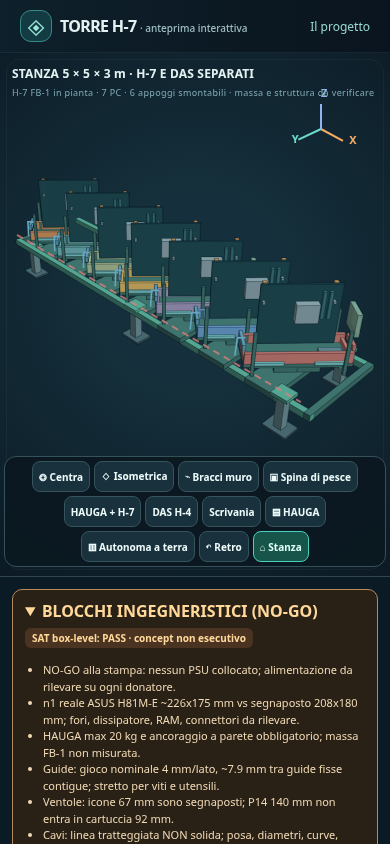 TORRE H-7 · anteprima interattiva
Il progetto
STANZA 5 × 5 × 3 m · H-7 E DAS SEPARATI
H-7 FB-1 in pianta · 7 PC · 6 appoggi smontabili · massa e struttura da verificare
Z
Y
X
Centra
Isometrica
Bracci muro
Spina di pesce
HAUGA + H-7
DAS H-4
Scrivania
HAUGA
Autonoma a terra
Retro
Stanza
▼ BLOCCHI INGEGNERISTICI (NO-GO)
SAT box-level: PASS · concept non esecutivo
• NO-GO alla stampa: nessun PSU collocato; alimentazione da
rilevare su ogni donatore.
• n1 reale ASUS H81M-E ~226x175 mm vs segnaposto 208x180
mm; fori, dissipatore, RAM, connettori da rilevare.
• HAUGA max 20 kg e ancoraggio a parete obbligatorio; massa
FB-1 non misurata.
• Guide: gioco nominale 4 mm/lato, ~7.9 mm tra guide fisse
contigue; stretto per viti e utensili.
• Ventole: icone 67 mm sono segnaposti; P14 140 mm non
entra in cartuccia 92 mm.
• Cavi: linea tratteggiata NON solida; posa, diametri, curve,